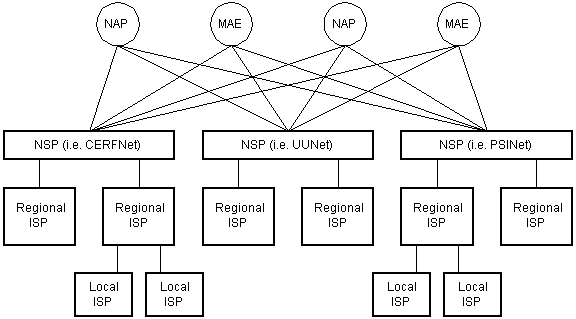 NAP MAE NAP MAE
NSP (i.e. CERFNet) NSP (i.e. UUNet) NSP (i.e. PSINet)
Regional ISP
Regional ISP
Regional ISP
Regional ISP
Regional ISP
Regional ISP
Local ISP
Local ISP
Local ISP
Local ISP